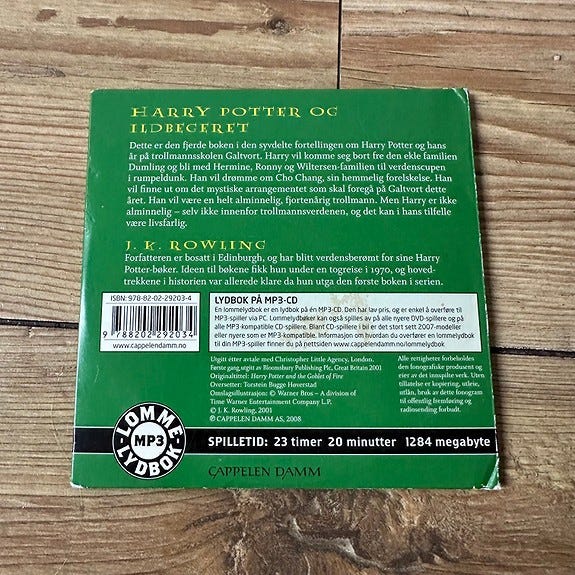 HARRY POTTER OG
ILDBEGERET
Dette er den fjerde boken i den syvdelte fortellingen om Harry Potter og hans
år på trollmannsskolen Galtvort. Harry vil komme seg bort fre den ekle familien
Dumling og bli med Hermine, Ronny og Wiltersen-familien til verdenscupen
i rumpeldunk. Han vil drømme om Cho Chang, sin hemmelig forelskelse. Han
vil finne ut om det mystiske arrangementet som skal foregå på Galtvort dette
året. Han vil være en helt alminnelig, fjortenårig trollmann. Men Harry er ikke
alminnelig – selv ikke innenfor trollmannsverdenen, og det kan i hans tilfelle
være livsfarlig.
J. K. ROWLING
Forfatteren er bosatt i Edinburgh, og har blitt verdensberømt for sine Harry
Potter-bøker. Ideen til bøkene fikk hun under en togreise i 1970, og hoved-
trekkene i historien var allerede klare da hun utga den første boken i serien.
ISBN: 978-82-02-29203-4
9788202292034
www.cappelendamm.no
LYDBOK PÅ MP3-CD
En lommelydbok er en lydbok på én MP3-CD. Den har lav pris, og er enkel å overføre til
MP3-spiller via PC. Lommelydbøker kan også spilles av på alle nyere DVD-spillere og på
alle MP3-kompatible CD-spillere. Blant CD-spillere i bil er det stort sett 2007-modeller
eller nyere som er MP3-kompatible. Informasjon om hvordan du overfører en lommelydbok
til din MP3-spiller finner du på nettsiden www.cappelendamm.no/lommelydbok
Utgitt etter avtale med Christopher Little Agency, London.
Første gang utgitt av Bloomsbury Publishing Plc, Great Britain 2001
Originaltittel: Harry Potter and the Goblet of Fire
Oversetter: Torstein Bugge Høverstad
Omslagsillustrasjon: © Warner Bros – A division of
Time Warner Entertainment Company L.P.
© J. K. Rowling, 2001
℗ CAPPELEN DAMM AS, 2008
Alle rettigheter forbeholdes
den fonografiske produsent og
eier av det innspilte verk. Uten
tillatelse er kopiering, utleie,
utlån, bruk av dette fonogram
til offentlig fremføring og
radiosending forbudt.
LOMME
MP3
LYDBOK
SPILLETID: 23 timer 20 minutter 1284 megabyte
CAPPELEN DAMM